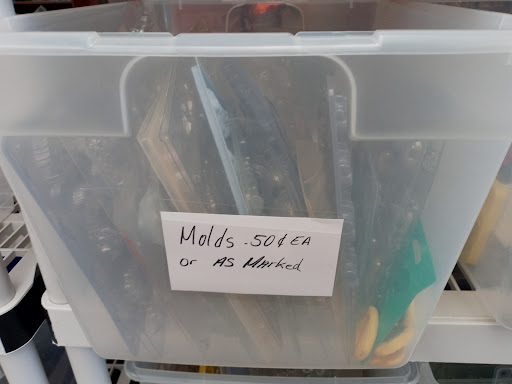 Molds .50¢ EA
or AS MArked